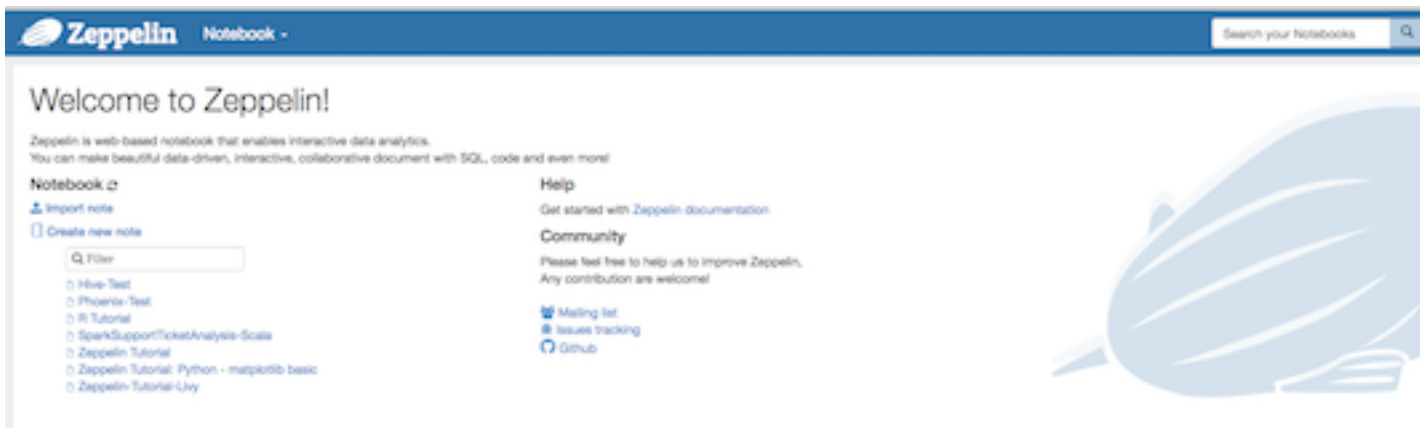 Zeppelin Notebook
Search your Notebooks
Welcome to Zeppelin!
Zeppelin is web-based notebook that enables interactive data analytics.
You can make beautiful data-driven, interactive, collaborative document with SQL, code and even more!
Notebook
Import note
Create new note
Filter
Hive-Test
Phoenix-Test
R Tutorial
SparkSupportTicketAnalysis-Scala
Zeppelin Tutorial
Zeppelin Tutorial: Python - matplotlib basic
Zeppelin-Tutorial-Livy
Help
Get started with Zeppelin documentation
Community
Please feel free to help us to improve Zeppelin,
Any contribution are welcome!
Mailing list
Issues tracking
Github